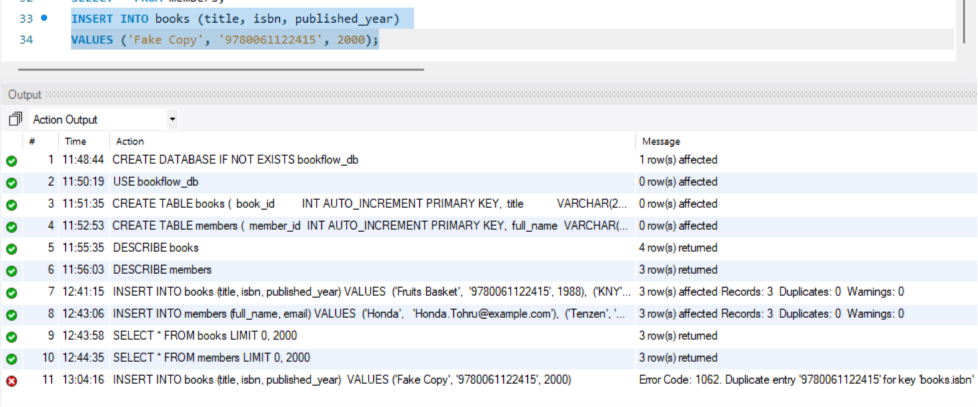 33 INSERT INTO books (title, isbn, published_year)
34 VALUES ('Fake Copy', '9780061122415', 2000);
Output
Action Output
# Time Action Message
1 11:48:44 CREATE DATABASE IF NOT EXISTS bookflow_db 1 row(s) affected
2 11:50:19 USE bookflow_db 0 row(s) affected
3 11:51:35 CREATE TABLE books ( book_id INT AUTO_INCREMENT PRIMARY KEY, title VARCHAR(2... 0 row(s) affected
4 11:52:53 CREATE TABLE members ( member_id INT AUTO_INCREMENT PRIMARY KEY, full_name VARCHAR(... 0 row(s) affected
5 11:55:35 DESCRIBE books 4 row(s) returned
6 11:56:03 DESCRIBE members 3 row(s) returned
7 12:41:15 INSERT INTO books (title, isbn, published_year) VALUES ('Fruits Basket', '9780061122415', 1988), ('KNY'... 3 row(s) affected Records: 3 Duplicates: 0 Warnings: 0
8 12:43:06 INSERT INTO members (full_name, email) VALUES ('Honda', 'Honda.Tohru@example.com'), ('Tenzen', '... 3 row(s) affected Records: 3 Duplicates: 0 Warnings: 0
9 12:43:58 SELECT * FROM books LIMIT 0, 2000 3 row(s) returned
10 12:44:35 SELECT * FROM members LIMIT 0, 2000 3 row(s) returned
11 13:04:16 INSERT INTO books (title, isbn, published_year) VALUES ('Fake Copy', '9780061122415', 2000) Error Code: 1062. Duplicate entry '9780061122415' for key 'books.isbn'